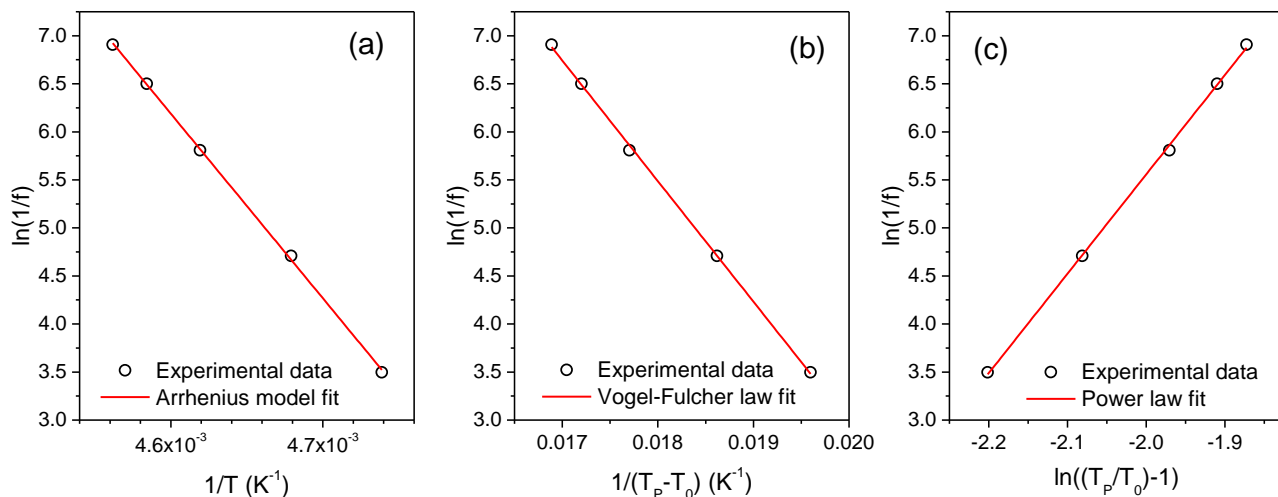 (a)
7.0
6.5
6.0
5.5
5.0
4.5
4.0
3.5
3.0
ln(1/f)
Experimental data
Arrhenius model fit
4.6x10⁻³ 4.7x10⁻³
1/T (K⁻¹)
(b)
7.0
6.5
6.0
5.5
5.0
4.5
4.0
3.5
3.0
ln(1/f)
Experimental data
Vogel-Fulcher law fit
0.017 0.018 0.019 0.020
1/(T_P-T_0) (K⁻¹)
(c)
7.0
6.5
6.0
5.5
5.0
4.5
4.0
3.5
3.0
ln(1/f)
Experimental data
Power law fit
-2.2 -2.1 -2.0 -1.9
ln((T_P/T_0)-1)